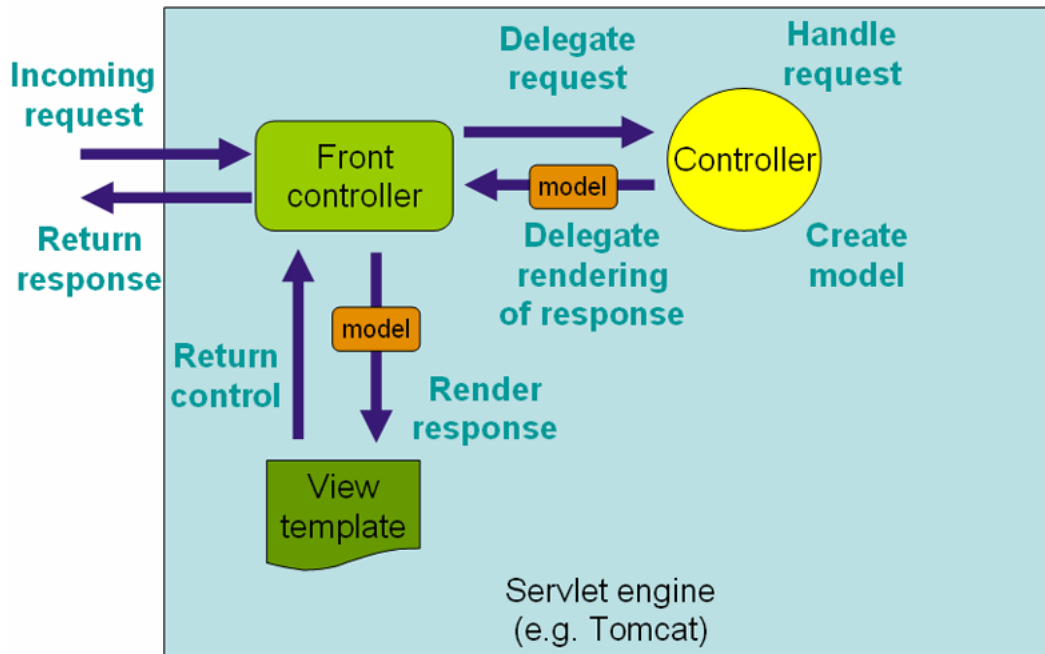 Incoming
request
Delegate
request
Handle
request
Front
controller
Controller
model
Return
response
Delegate
rendering
of response
Create
model
model
Return
control
Render
response
View
template
Servlet engine
(e.g. Tomcat)